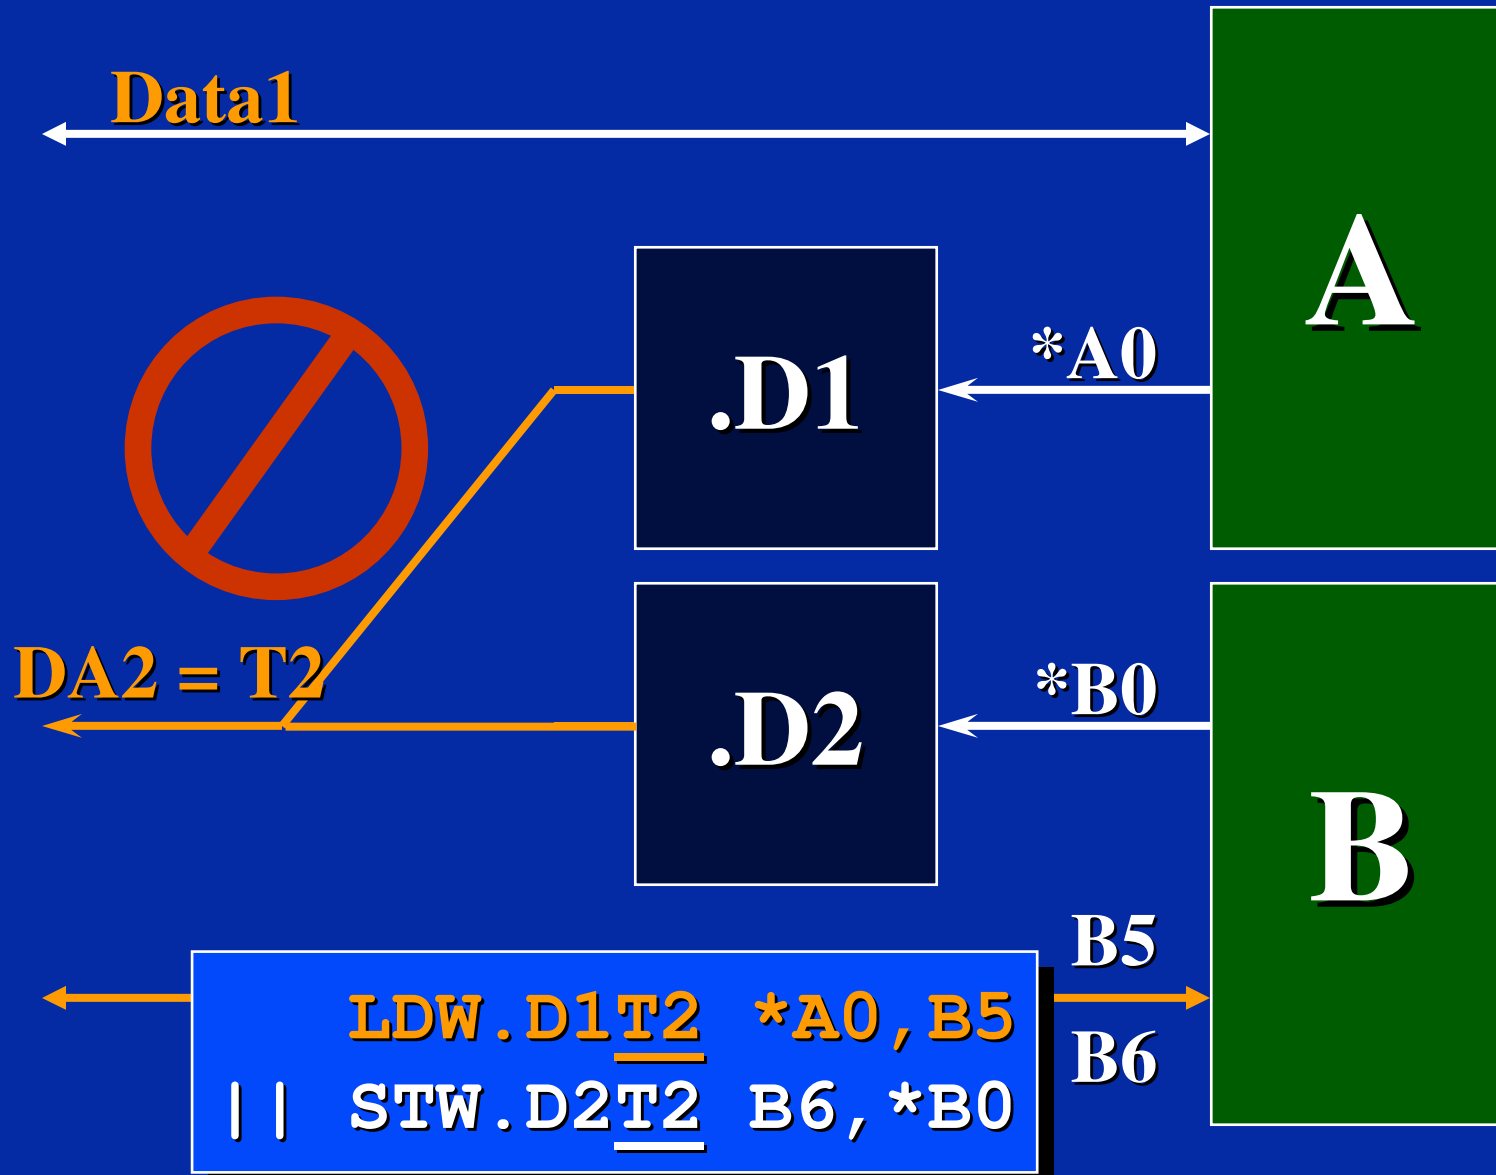 Data1
A
*A0
.D1
DA2 = T2
*B0
.D2
B
B5
LDW.D1T2 *A0,B5
B6
|| STW.D2T2 B6,*B0